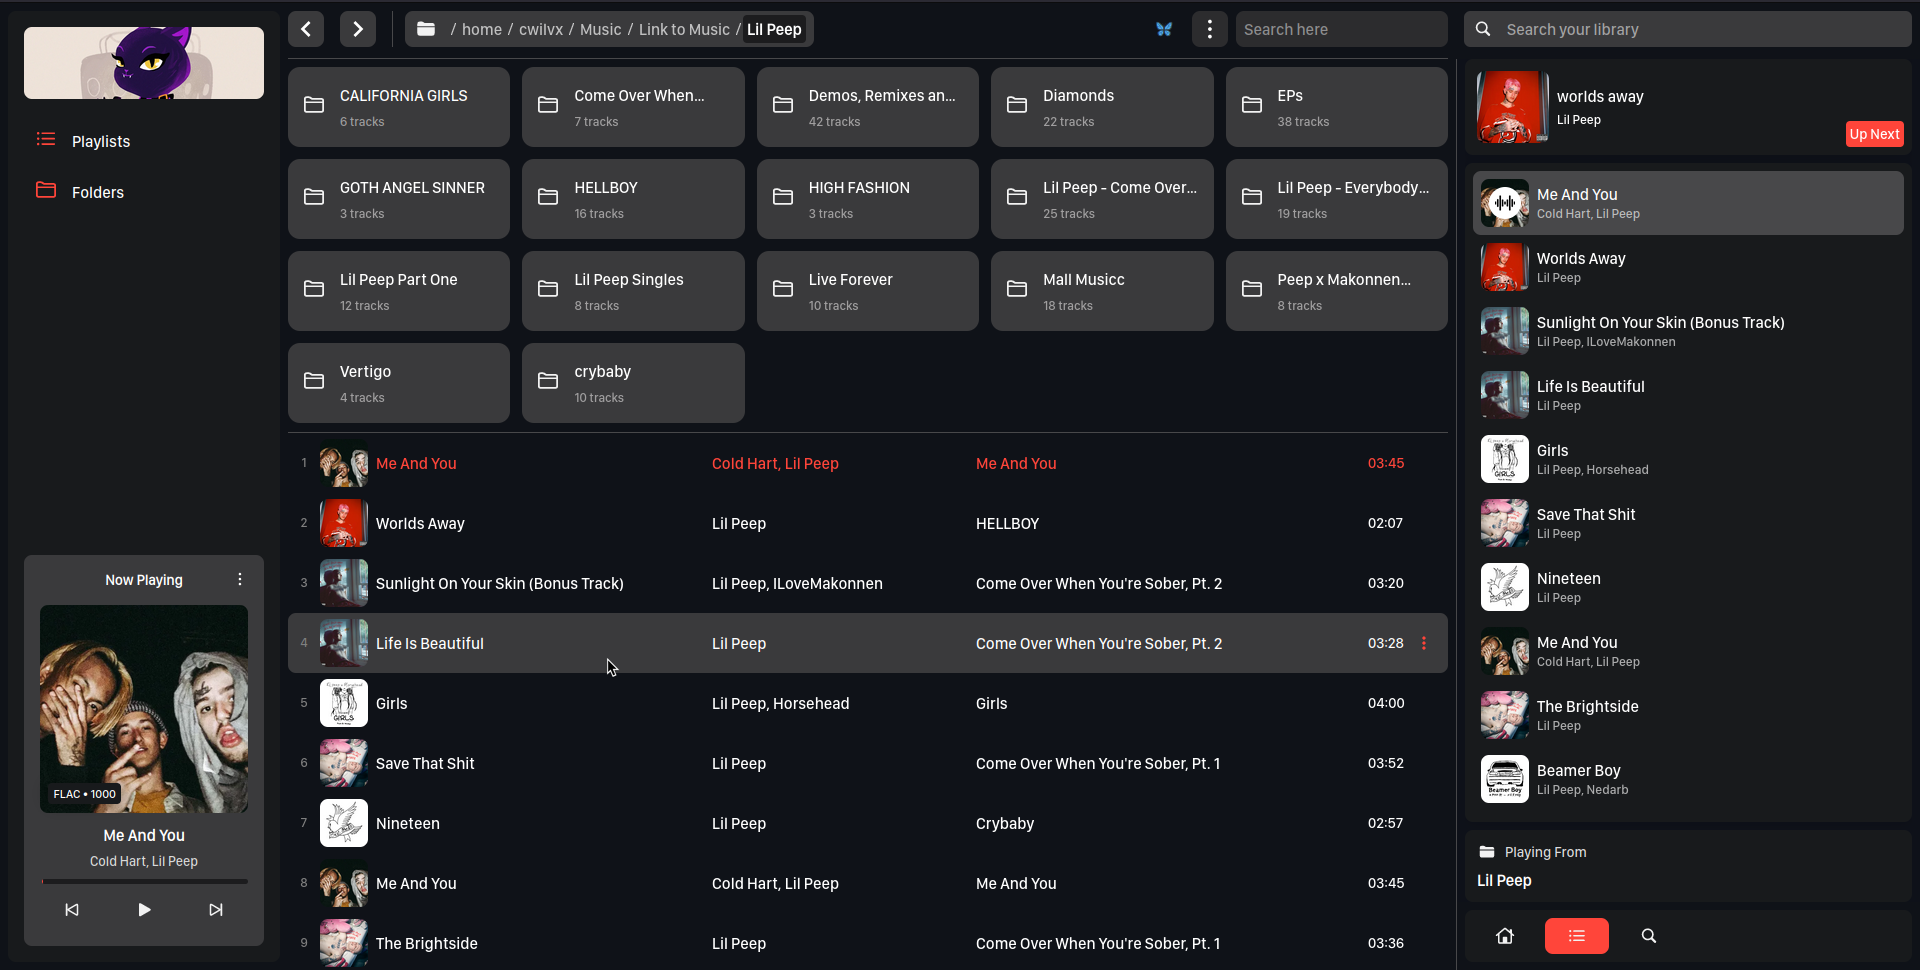 Playlists
Folders
Now Playing
FLAC • 1000
Me And You
Cold Hart, Lil Peep
/ home / cwilvx / Music / Link to Music / Lil Peep
Search here
CALIFORNIA GIRLS
6 tracks
Come Over When...
7 tracks
Demos, Remixes an...
42 tracks
Diamonds
22 tracks
EPs
38 tracks
GOTH ANGEL SINNER
3 tracks
HELLBOY
16 tracks
HIGH FASHION
3 tracks
Lil Peep - Come Over...
25 tracks
Lil Peep - Everybody...
19 tracks
Lil Peep Part One
12 tracks
Lil Peep Singles
8 tracks
Live Forever
10 tracks
Mall Musicc
18 tracks
Peep x Makonnen...
8 tracks
Vertigo
4 tracks
crybaby
10 tracks
1 Me And You Cold Hart, Lil Peep Me And You 03:45
2 Worlds Away Lil Peep HELLBOY 02:07
3 Sunlight On Your Skin (Bonus Track) Lil Peep, ILoveMakonnen Come Over When You're Sober, Pt. 2 03:20
4 Life Is Beautiful Lil Peep Come Over When You're Sober, Pt. 2 03:28
5 Girls Lil Peep, Horsehead Girls 04:00
6 Save That Shit Lil Peep Come Over When You're Sober, Pt. 1 03:52
7 Nineteen Lil Peep Crybaby 02:57
8 Me And You Cold Hart, Lil Peep Me And You 03:45
9 The Brightside Lil Peep Come Over When You're Sober, Pt. 1 03:36
Search your library
worlds away
Lil Peep
Up Next
Me And You
Cold Hart, Lil Peep
Worlds Away
Lil Peep
Sunlight On Your Skin (Bonus Track)
Lil Peep, ILoveMakonnen
Life Is Beautiful
Lil Peep
Girls
Lil Peep, Horsehead
GIRLS
Save That Shit
Lil Peep
Nineteen
Lil Peep
Me And You
Cold Hart, Lil Peep
The Brightside
Lil Peep
Beamer Boy
Lil Peep, Nedarb
Beamer Boy
Playing From
Lil Peep